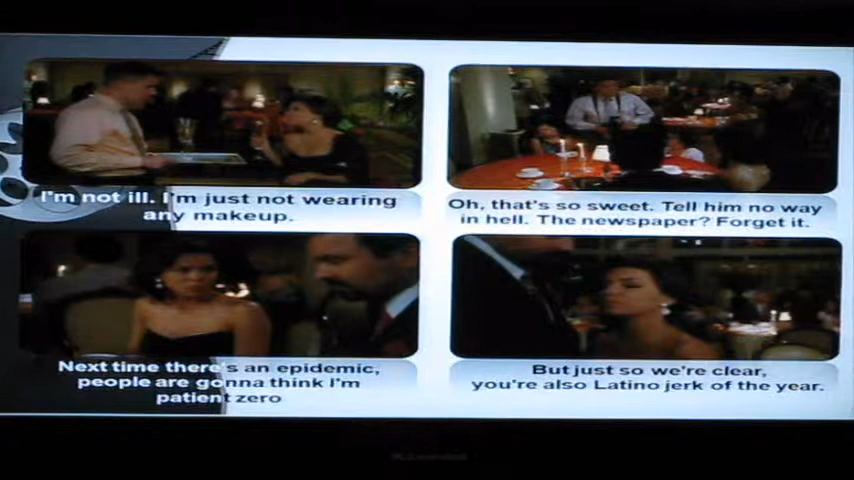 I'm not ill. I'm just not wearing
any makeup.
Oh, that's so sweet. Tell him no way
in hell. The newspaper? Forget it.
Next time there's an epidemic,
people are gonna think I'm
patient zero
But just so we're clear,
you're also Latino jerk of the year.